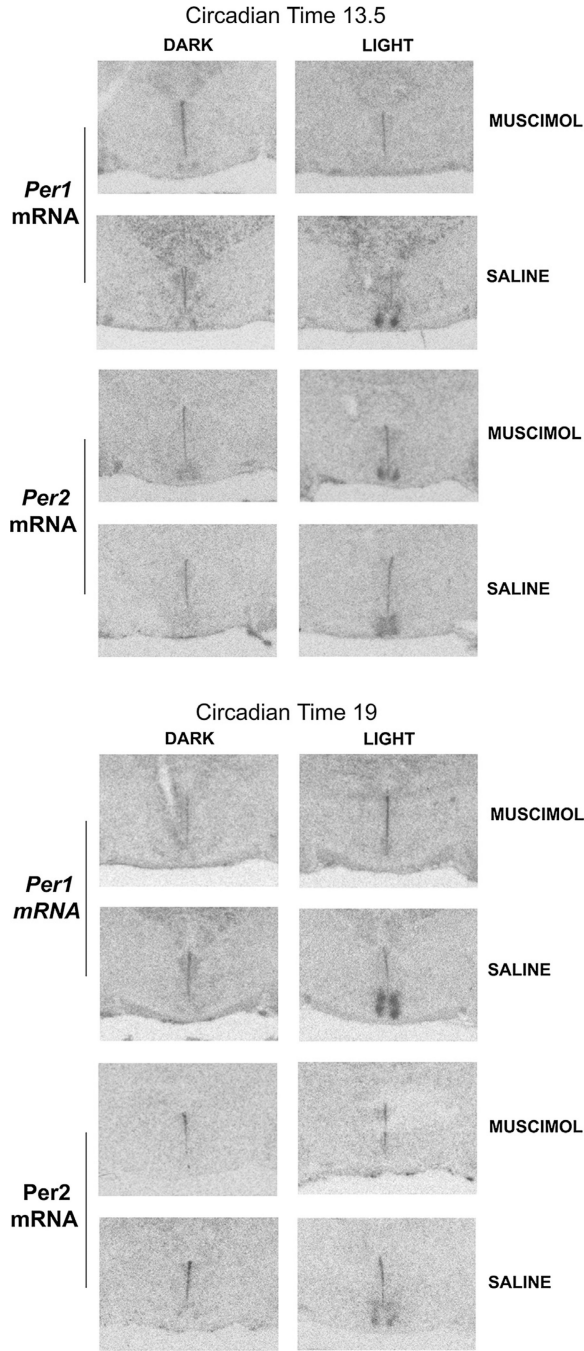 Circadian Time 13.5
DARK LIGHT
MUSCIMOL
Per1
mRNA
SALINE
MUSCIMOL
Per2
mRNA
SALINE
Circadian Time 19
DARK LIGHT
MUSCIMOL
Per1
mRNA
SALINE
MUSCIMOL
Per2
mRNA
SALINE